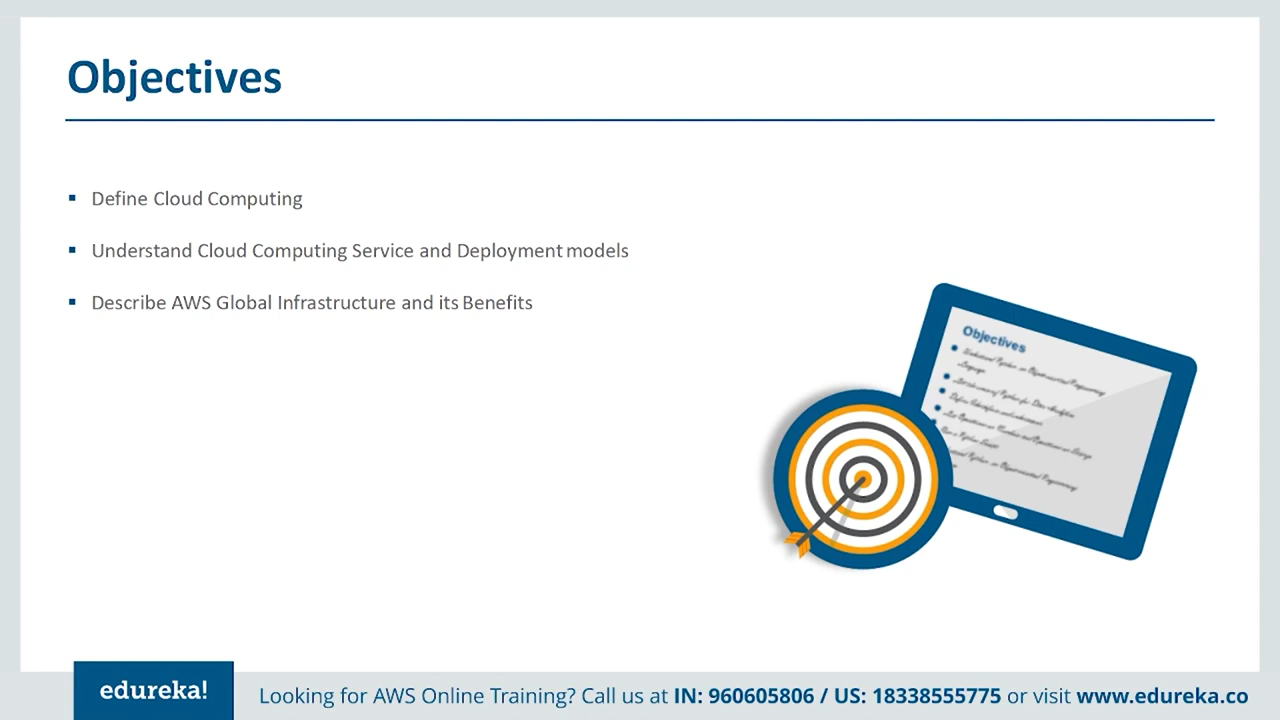 Objectives
Define Cloud Computing
Understand Cloud Computing Service and Deployment models
Describe AWS Global Infrastructure and its Benefits
Objectives
edureka!
Looking for AWS Online Training? Call us at IN: 960605806 / US: 18338555775 or visit www.edureka.co